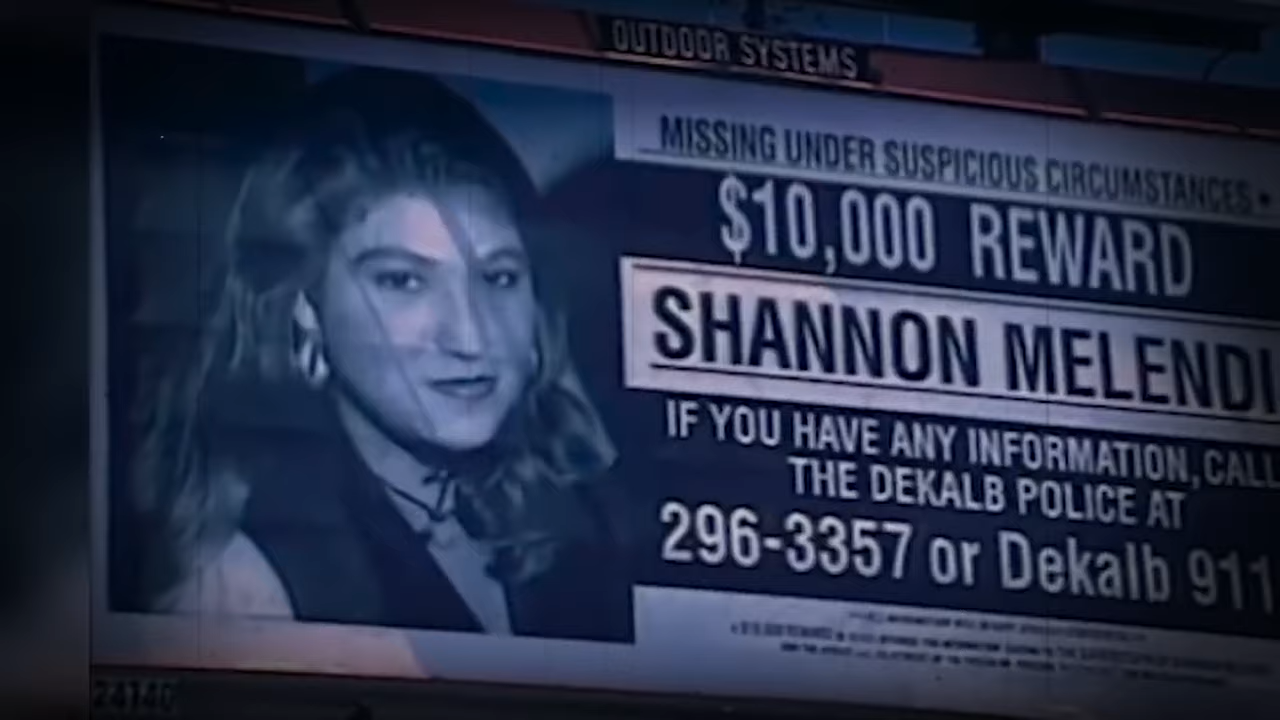 OUTDOOR SYSTEMS
MISSING UNDER SUSPICIOUS CIRCUMSTANCES •
$10,000 REWARD
SHANNON MELENDI
IF YOU HAVE ANY INFORMATION, CALL
THE DEKALB POLICE AT
296-3357 or Dekalb 911
24140